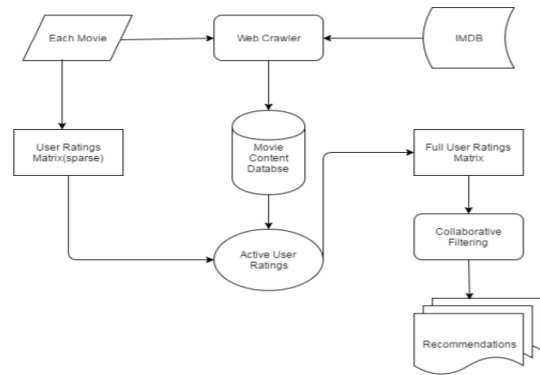 Each Movie
Web Crawler
IMDB
User Ratings
Matrix(sparse)
Movie
Content
Databse
Full User Ratings
Matrix
Active User
Ratings
Collaborative
Filtering
Recommendations